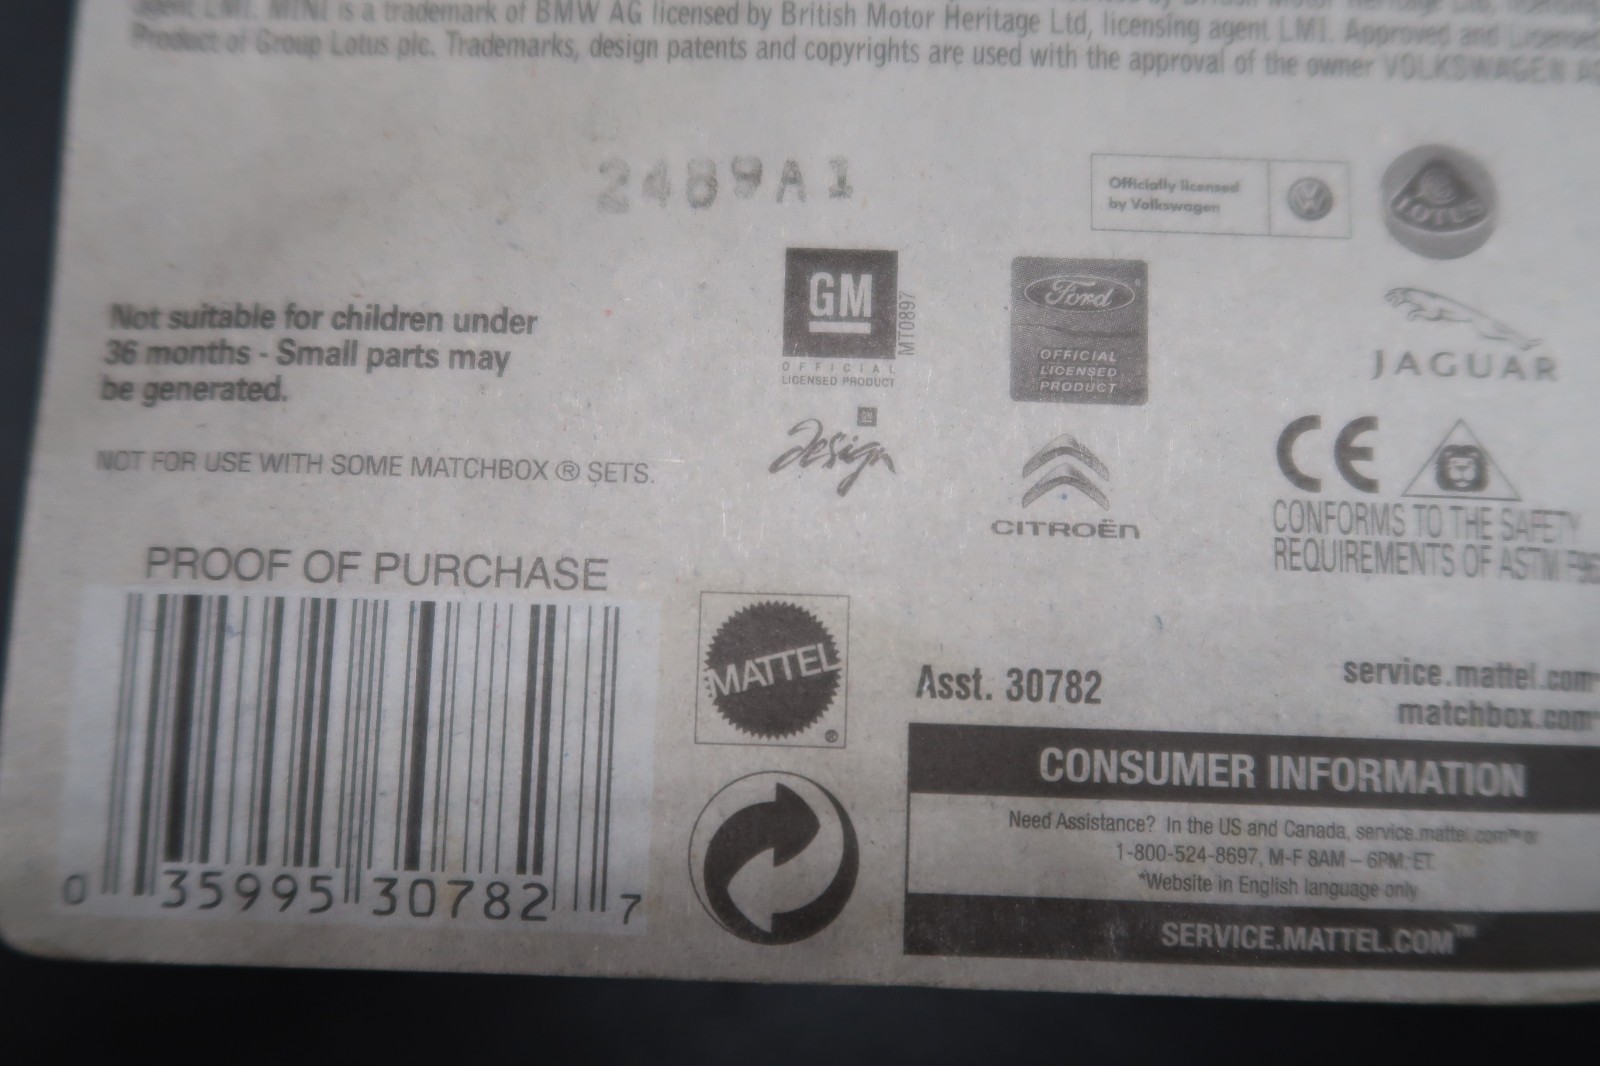 agent LMI. MINI is a trademark of BMW AG licensed by British Motor Heritage Ltd, licensing agent LMI. Approved and Licensed
Product of Group Lotus plc. Trademarks, design patents and copyrights are used with the approval of the owner VOLKSWAGEN AG
2489A1
Officially licensed
by Volkswagen
LOTUS
GM
MT0897
OFFICIAL
LICENSED PRODUCT
Ford
OFFICIAL
LICENSED
PRODUCT
JAGUAR
Not suitable for children under
36 months - Small parts may
be generated.
GM
design
CITROËN
CE
NOT FOR USE WITH SOME MATCHBOX ® SETS.
CONFORMS TO THE SAFETY
REQUIREMENTS OF ASTM
PROOF OF PURCHASE
0 35995 30782 7
MATTEL
®
Asst. 30782
service.mattel.com
matchbox.com
CONSUMER INFORMATION
Need Assistance? In the US and Canada, service.mattel.com™ or
1-800-524-8697, M-F 8AM – 6PM, ET.
*Website in English language only
SERVICE.MATTEL.COM™